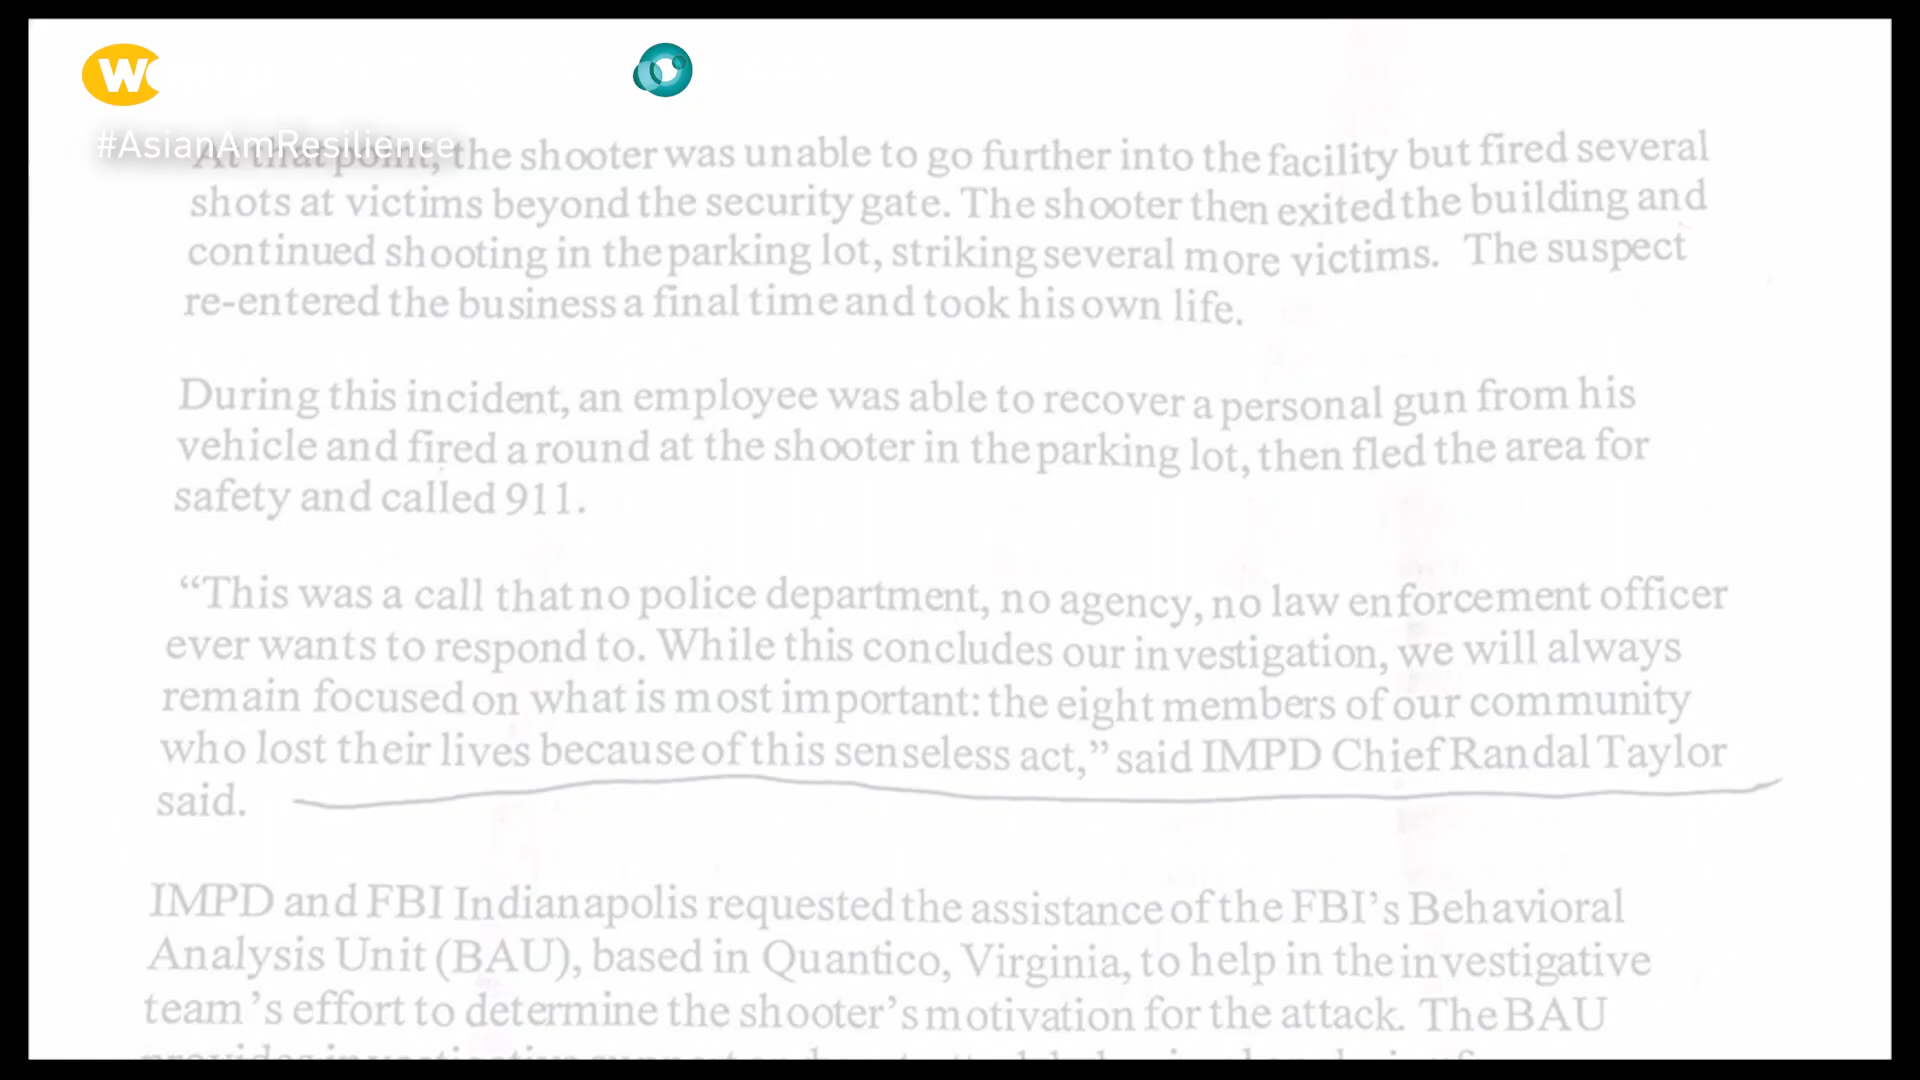 WO
#AsianAmResilience
At that point, the shooter was unable to go further into the facility but fired several
shots at victims beyond the security gate. The shooter then exited the building and
continued shooting in the parking lot, striking several more victims. The suspect
re-entered the business a final time and took his own life.
During this incident, an employee was able to recover a personal gun from his
vehicle and fired a round at the shooter in the parking lot, then fled the area for
safety and called 911.
“This was a call that no police department, no agency, no law enforcement officer
ever wants to respond to. While this concludes our investigation, we will always
remain focused on what is most important: the eight members of our community
who lost their lives because of this senseless act,” said IMPD Chief Randal Taylor
said.
IMPD and FBI Indianapolis requested the assistance of the FBI’s Behavioral
Analysis Unit (BAU), based in Quantico, Virginia, to help in the investigative
team’s effort to determine the shooter’s motivation for the attack. The BAU